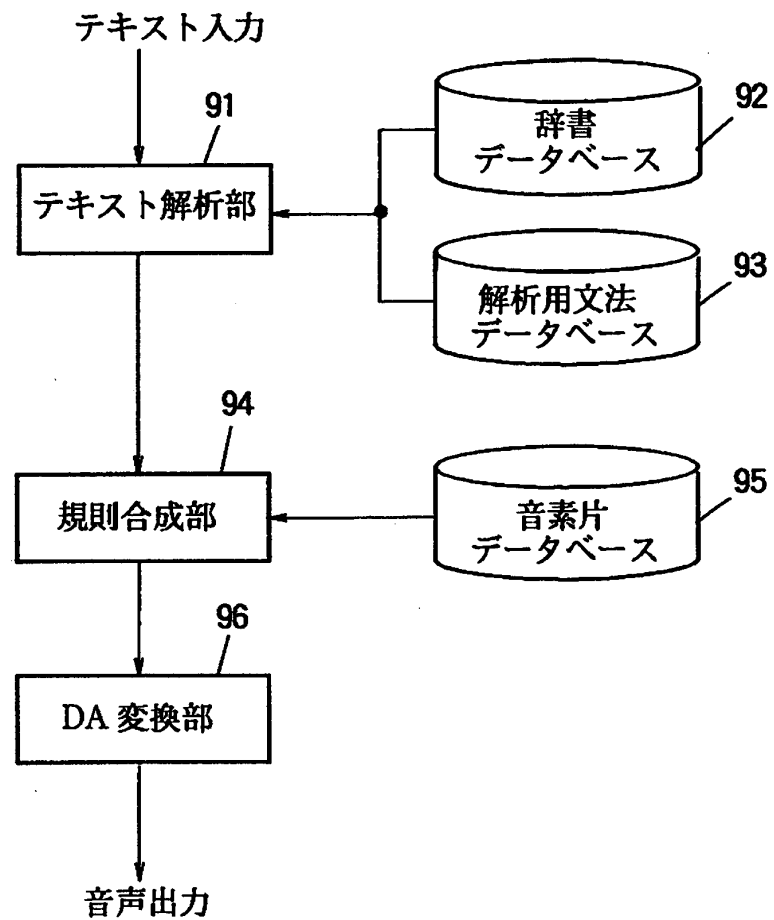 テキスト入力
91
テキスト解析部
辞書
データベース
92
解析用文法
データベース
93
94
規則合成部
音素片
データベース
95
96
DA 変換部
音声出力